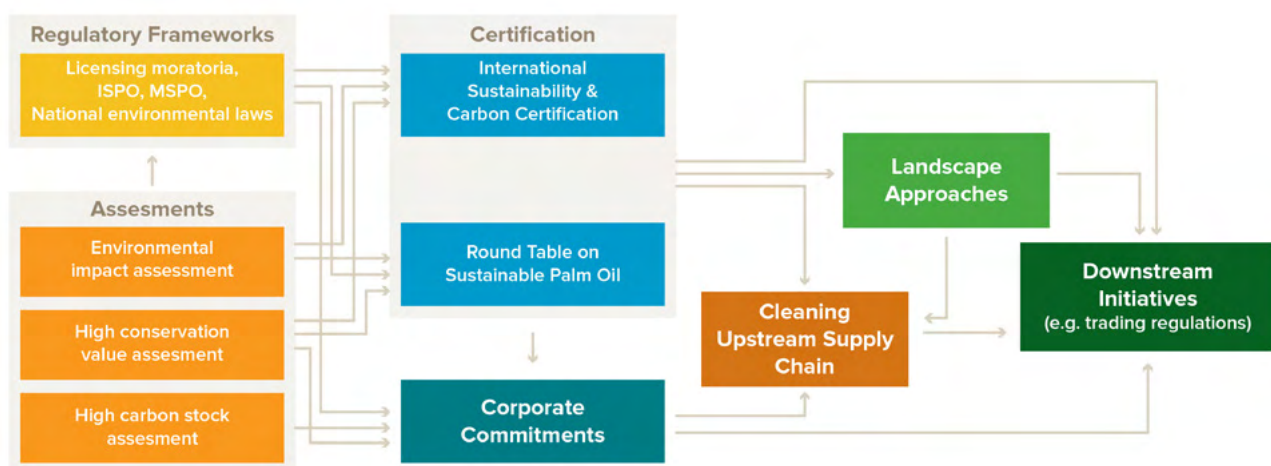 Regulatory Frameworks
Licensing moratoria,
ISPO, MSPO,
National environmental laws
Assesments
Environmental
impact assessment
High conservation
value assesment
High carbon stock
assesment
Certification
International
Sustainability &
Carbon Certification
Round Table on
Sustainable Palm Oil
Corporate
Commitments
Landscape
Approaches
Cleaning
Upstream Supply
Chain
Downstream
Initiatives
(e.g. trading regulations)